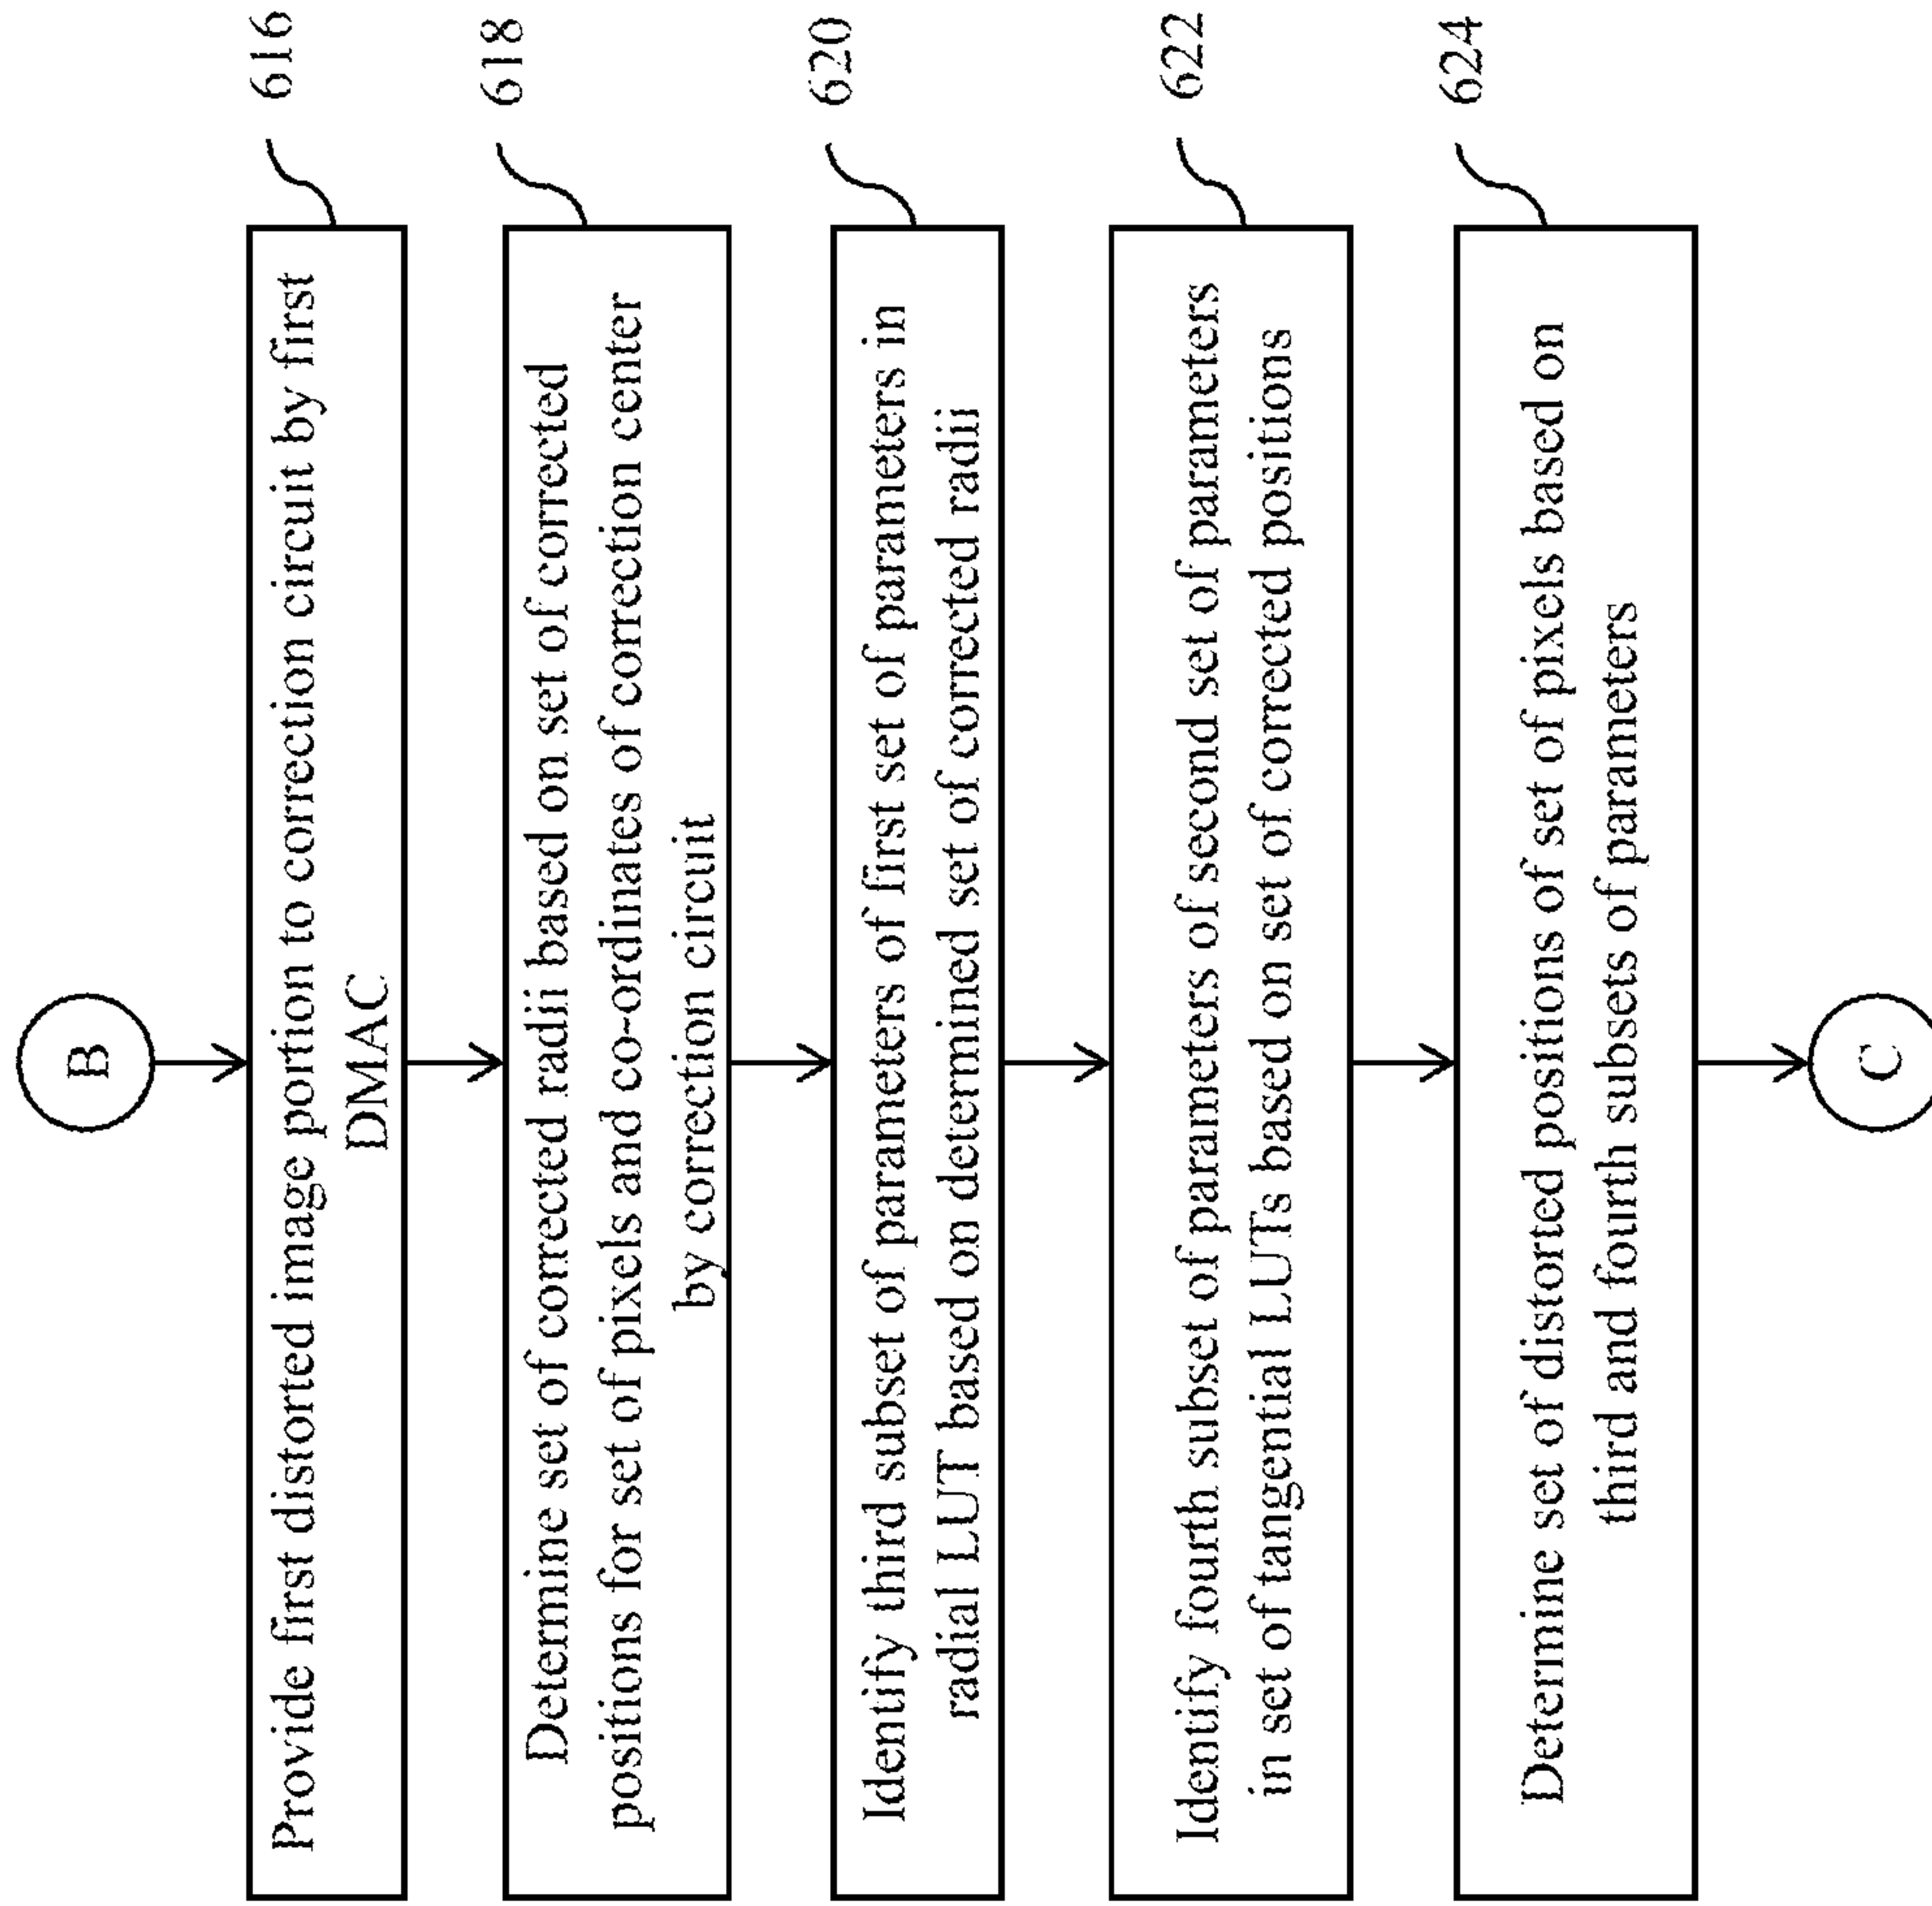 B
616
Provide first distorted image portion to correction circuit by first
DMAC
618
Determine set of corrected radii based on set of corrected
positions for set of pixels and co-ordinates of correction center
by correction circuit
620
Identify third subset of parameters of first set of parameters in
radial LUT based on determined set of corrected radii
622
Identify fourth subset of parameters of second set of parameters
in set of tangential LUTs based on set of corrected positions
624
Determine set of distorted positions of set of pixels based on
third and fourth subsets of parameters
C